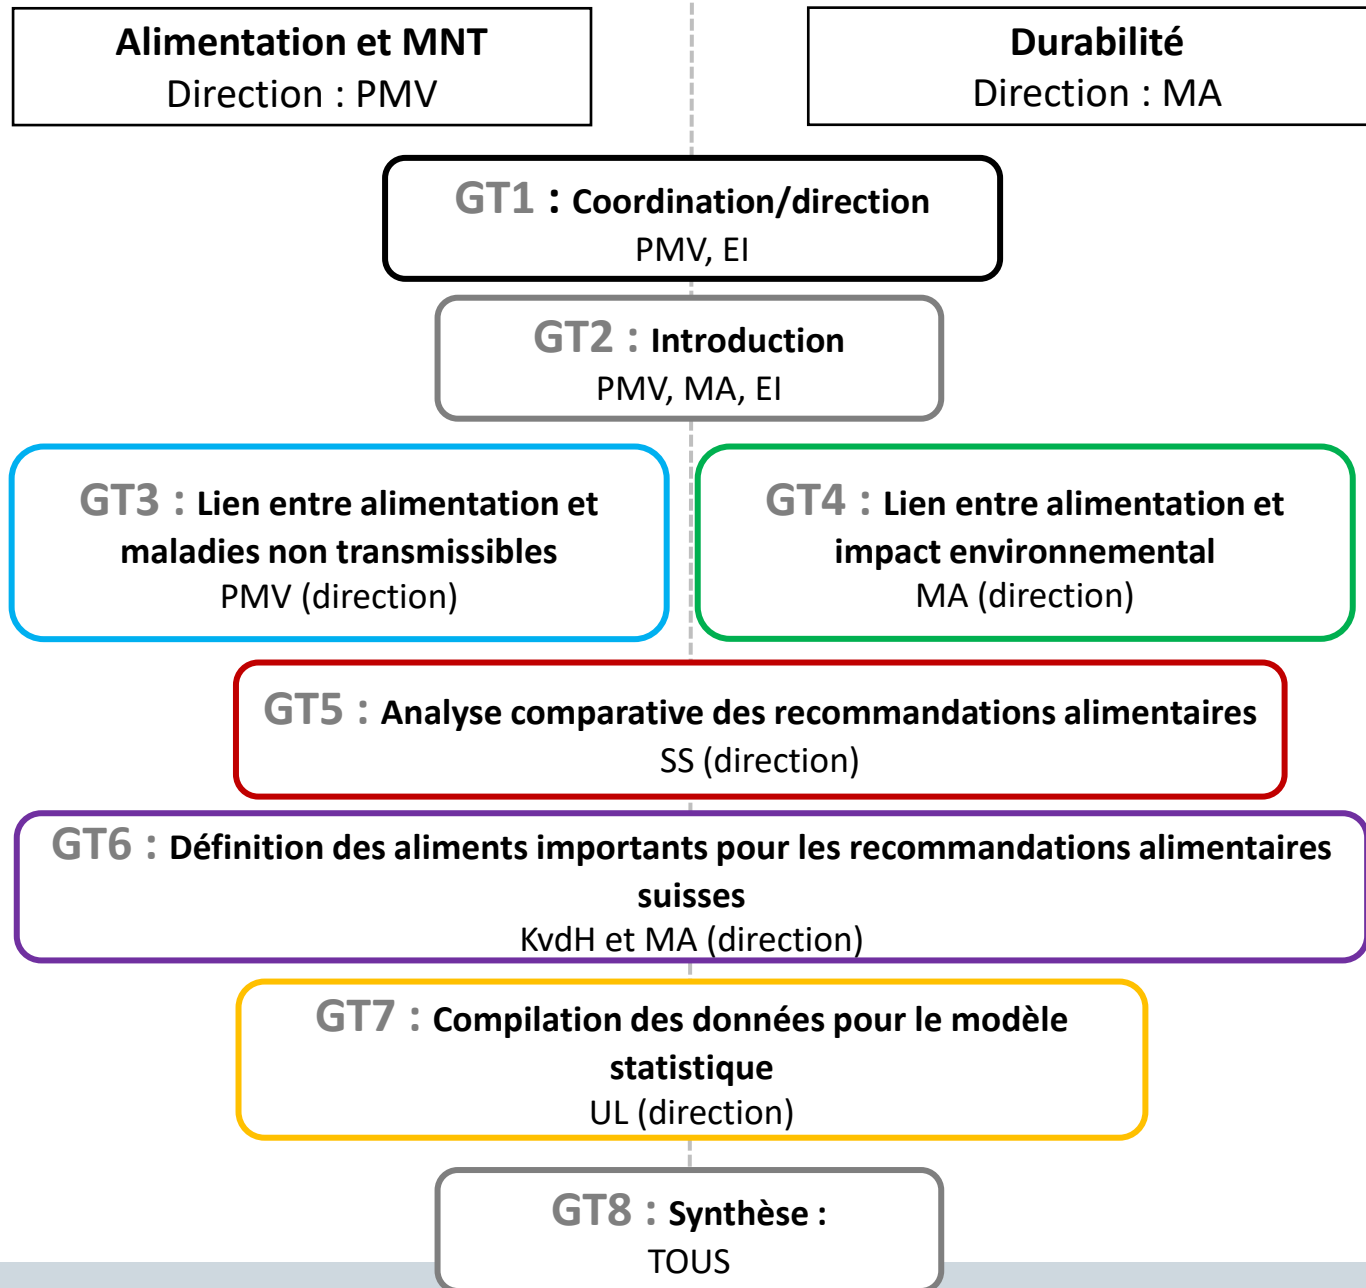 Alimentation et MNT
Direction : PMV
Durabilité
Direction : MA
GT1 : Coordination/direction
PMV, EI
GT2 : Introduction
PMV, MA, EI
GT3 : Lien entre alimentation et
maladies non transmissibles
PMV (direction)
GT4 : Lien entre alimentation et
impact environnemental
MA (direction)
GT5 : Analyse comparative des recommandations alimentaires
SS (direction)
GT6 : Définition des aliments importants pour les recommandations alimentaires
suisses
KvdH et MA (direction)
GT7 : Compilation des données pour le modèle
statistique
UL (direction)
GT8 : Synthèse :
TOUS